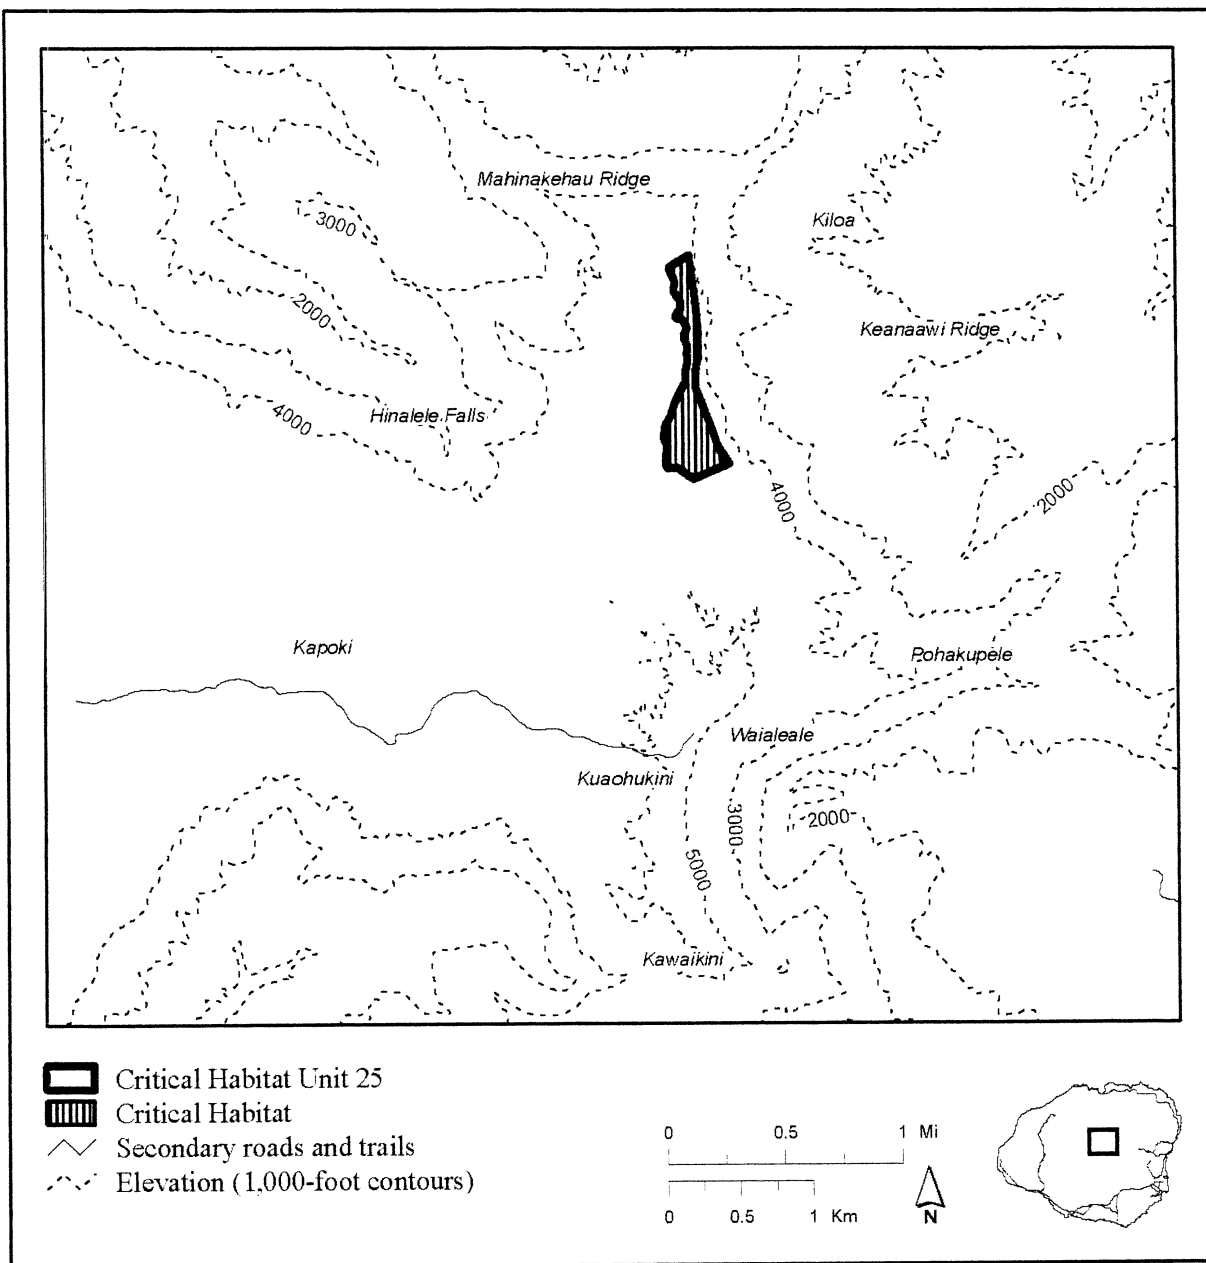 Mahinakehau Ridge
3000
Kiloa
2000
Keanaawi Ridge
4000
Hinalele Falls
4000
2000
Kapoki
Pohakupele
Waialeale
Kuaohukini
3000
2000
5000
Kawaikini
Critical Habitat Unit 25
Critical Habitat
Secondary roads and trails
Elevation (1,000-foot contours)
0 0.5 1 Mi
0 0.5 1 Km
N